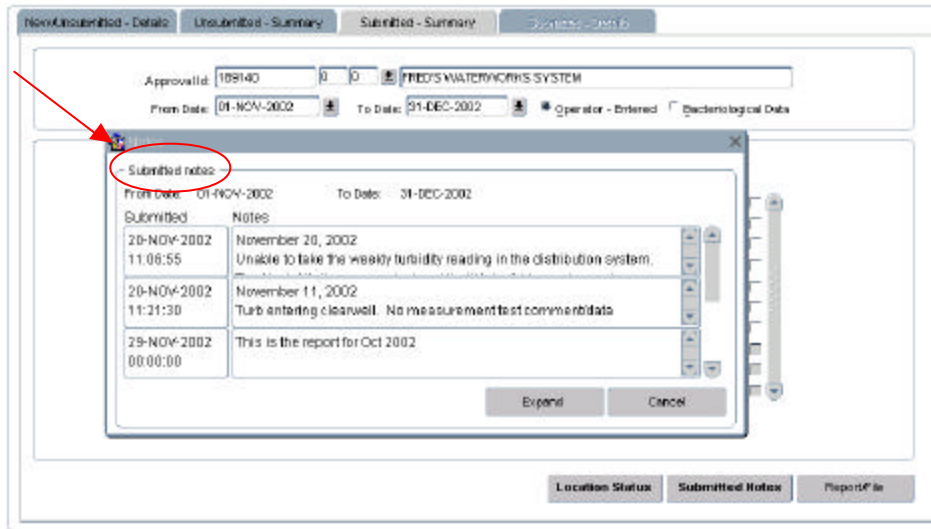 New/Unsubmitted - Details Unsubmitted - Summary Submitted - Summary
ApprovalId: 189140 0 0 FRED'S WATERWORKS SYSTEM
From Date: 01-NOV-2002 To Date: 31-DEC-2002 Operator - Entered Bacteriological Data
Notes
Submitted notes
From Date: 01-NOV-2002 To Date: 31-DEC-2002
Submitted Notes
20-NOV-2002 November 20, 2002
11:06:55 Unable to take the weekly turbidity reading in the distribution system.
20-NOV-2002 November 11, 2002
11:21:30 Turb entering clearwell. No measurement test comment/data
29-NOV-2002 This is the report for Oct 2002
00:00:00
Expand Cancel
Location Status Submitted Notes Report/File